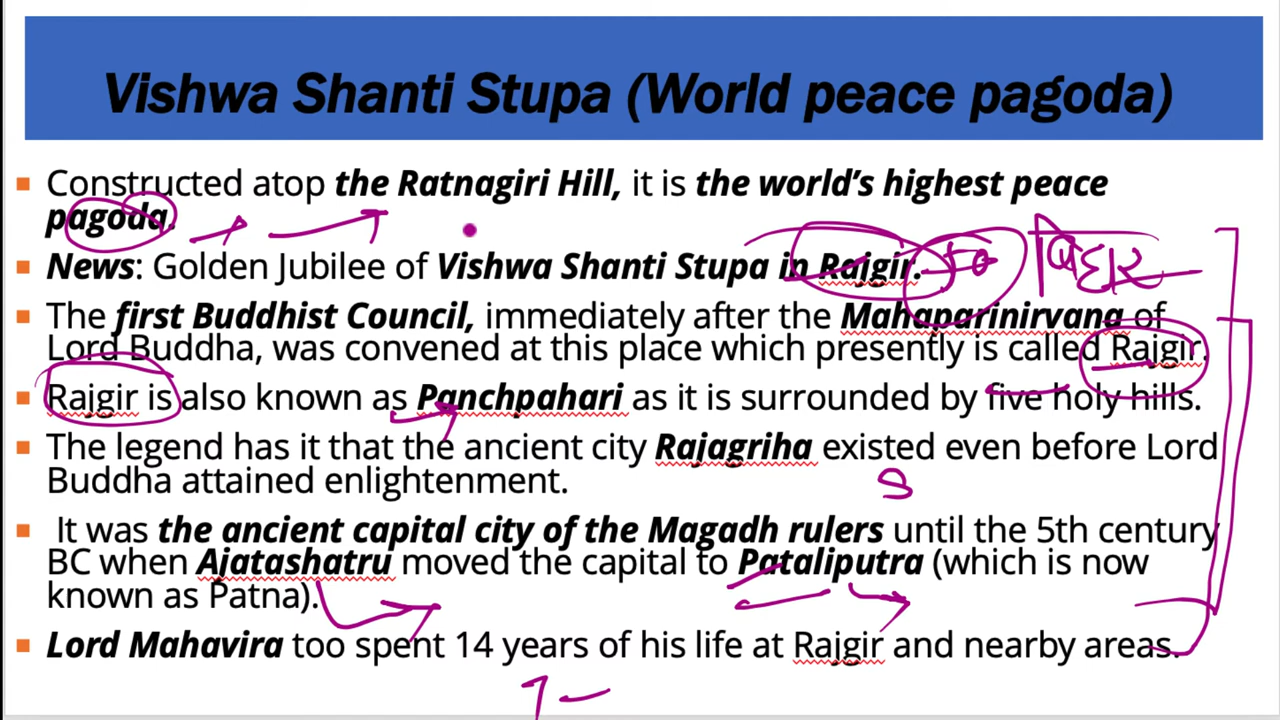 Vishwa Shanti Stupa (World peace pagoda)
Constructed atop the Ratnagiri Hill, it is the world's highest peace
pagoda.
News: Golden Jubilee of Vishwa Shanti Stupa in Rajgir.
The first Buddhist Council, immediately after the Mahaparinirvana of
Lord Buddha, was convened at this place which presently is called Rajgir.
Rajgir is also known as Panchpahari as it is surrounded by five holy hills.
The legend has it that the ancient city Rajagriha existed even before Lord
Buddha attained enlightenment.
It was the ancient capital city of the Magadh rulers until the 5th century
BC when Ajatashatru moved the capital to Pataliputra (which is now
known as Patna).
Lord Mahavira too spent 14 years of his life at Rajgir and nearby areas.